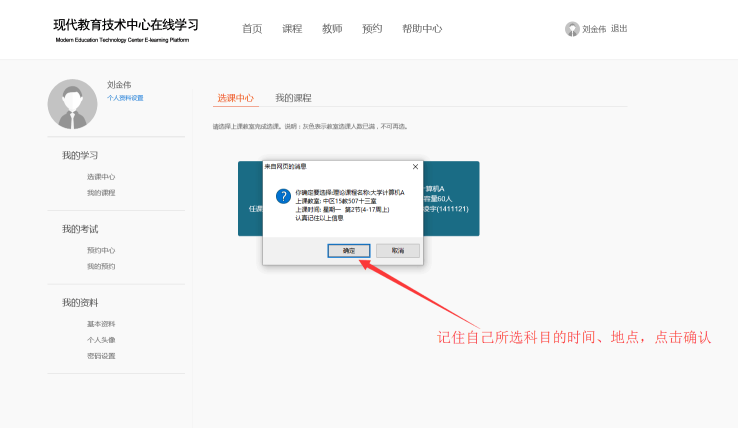 现代教育技术中心在线学习
Modern Education Technology Center E-learning Platform
首页 课程 教师 预约 帮助中心
刘金伟 退出
刘金伟
个人资料设置
我的学习
选课中心
我的课程
我的考试
预约中心
我的预约
我的资料
基本资料
个人头像
密码设置
选课中心 我的课程
请选择上课教室完成选课。说明：灰色表示教室选课人数已满，不可再选。
来自网页的消息
你确定要选择:理论课程名称:大学计算机A
上课教室: 中区15教507十三室
上课时间: 星期一 第2节(4-17周上)
认真记住以上信息
确定 取消
任课
计算机A
容量60人
(1411121)
记住自己所选科目的时间、地点，点击确认